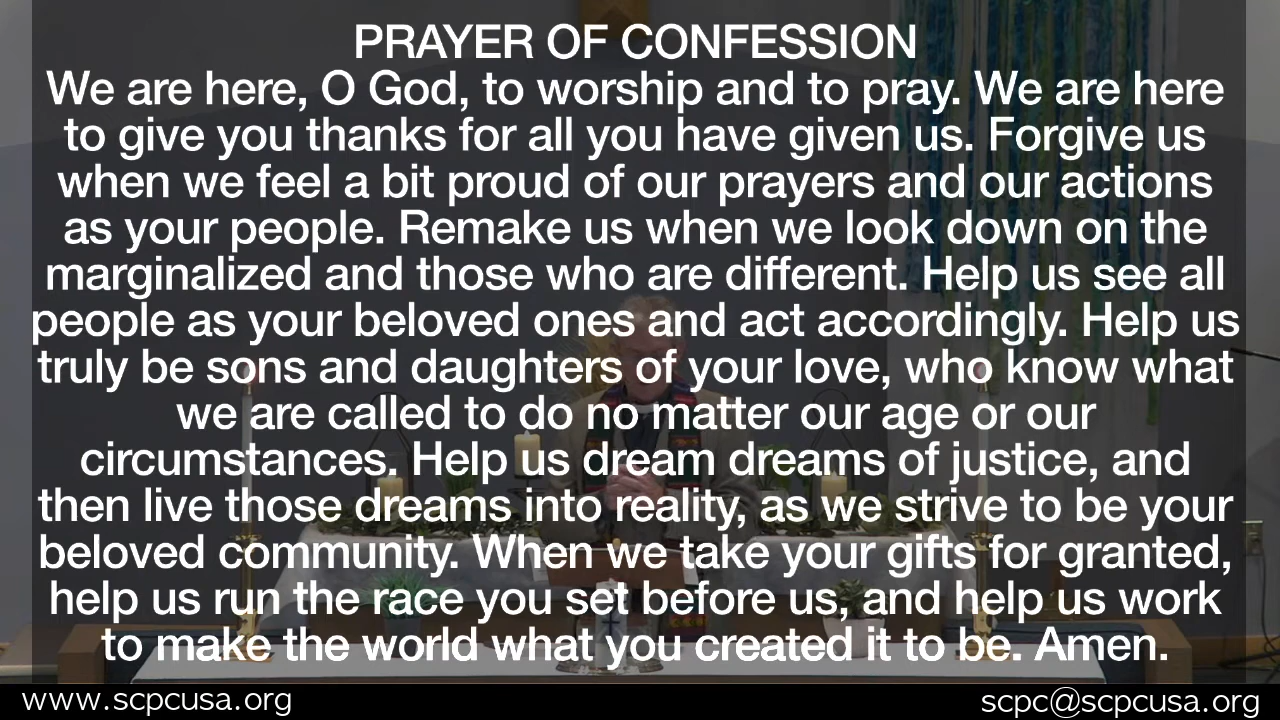 PRAYER OF CONFESSION
We are here, O God, to worship and to pray. We are here
to give you thanks for all you have given us. Forgive us
when we feel a bit proud of our prayers and our actions
as your people. Remake us when we look down on the
marginalized and those who are different. Help us see all
people as your beloved ones and act accordingly. Help us
truly be sons and daughters of your love, who know what
we are called to do no matter our age or our
circumstances. Help us dream dreams of justice, and
then live those dreams into reality, as we strive to be your
beloved community. When we take your gifts for granted,
help us run the race you set before us, and help us work
to make the world what you created it to be. Amen.
www.scpcusa.org
scpc@scpcusa.org